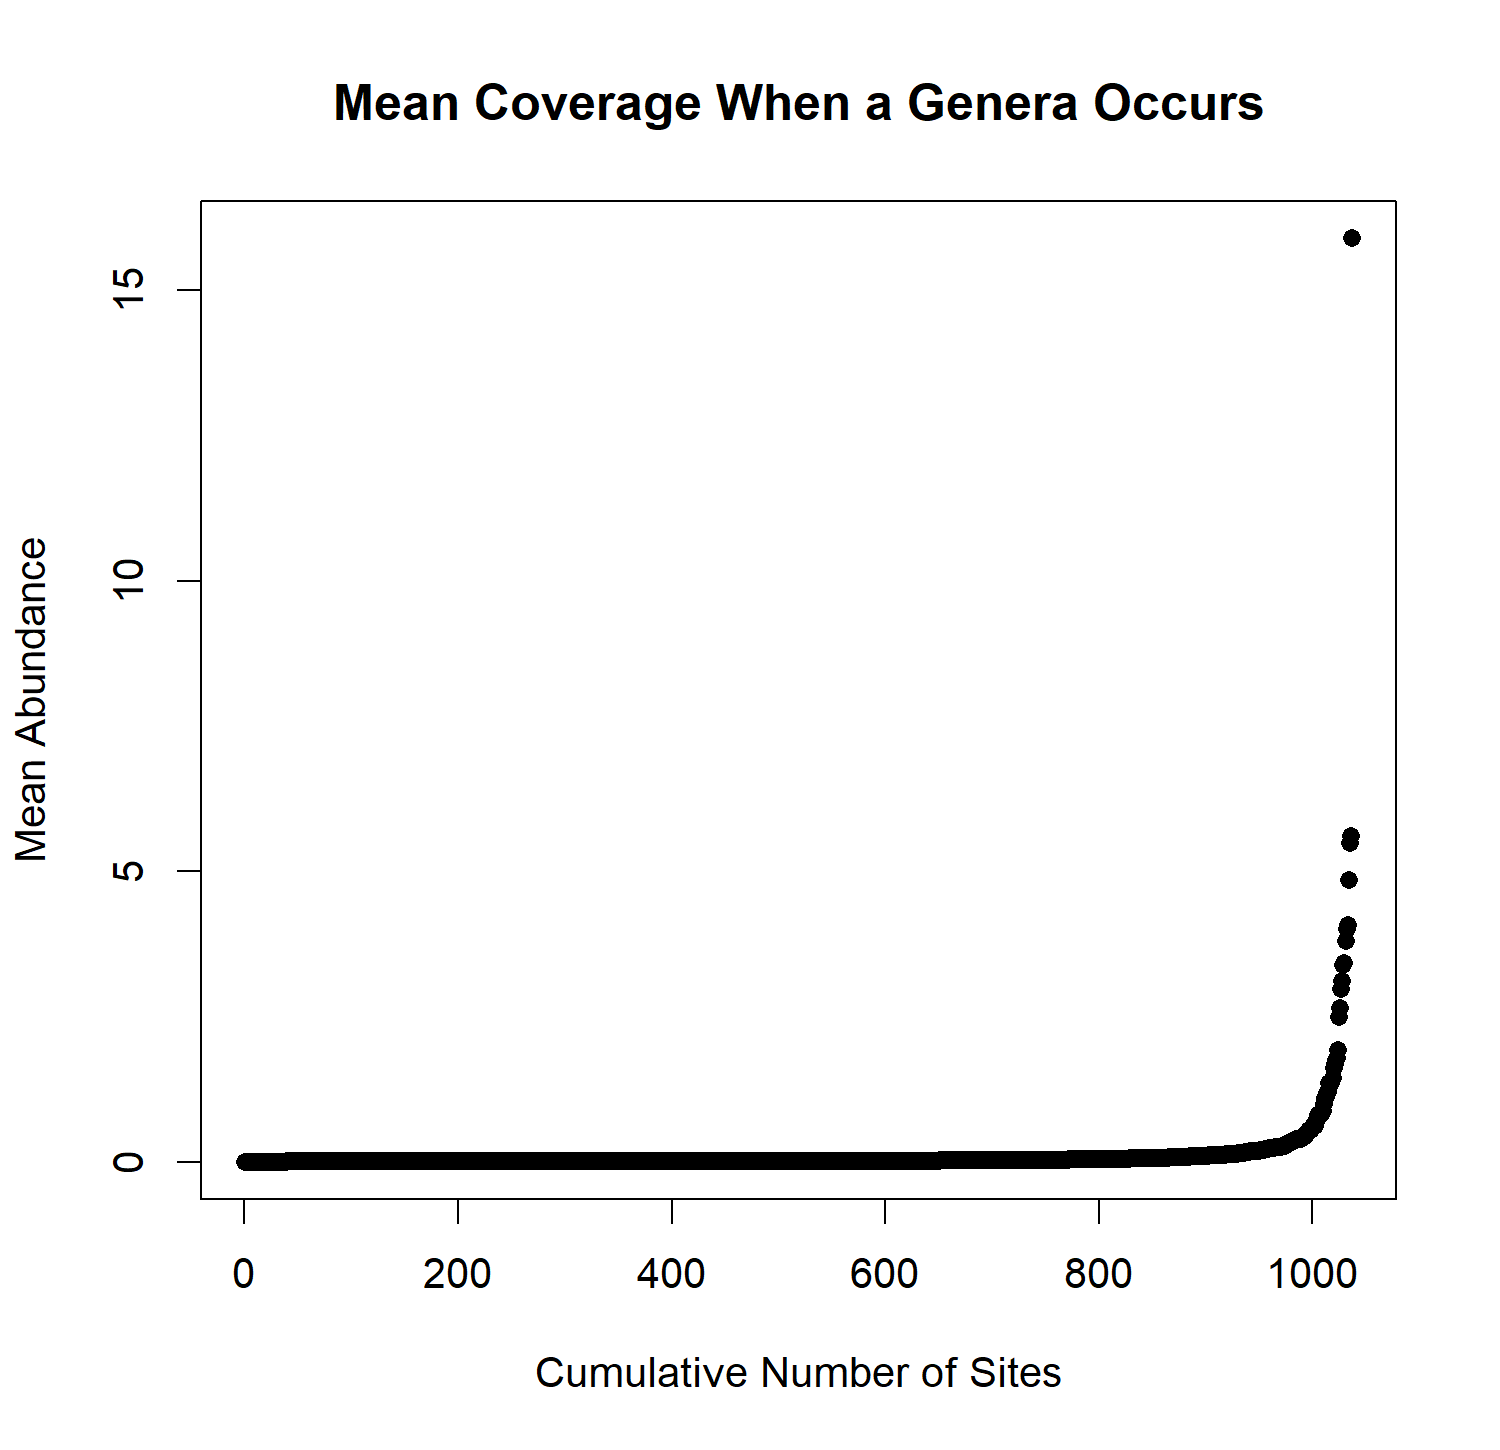 Mean Coverage When a Genera Occurs
Mean Abundance
15
10
5
0
0 200 400 600 800 1000
Cumulative Number of Sites